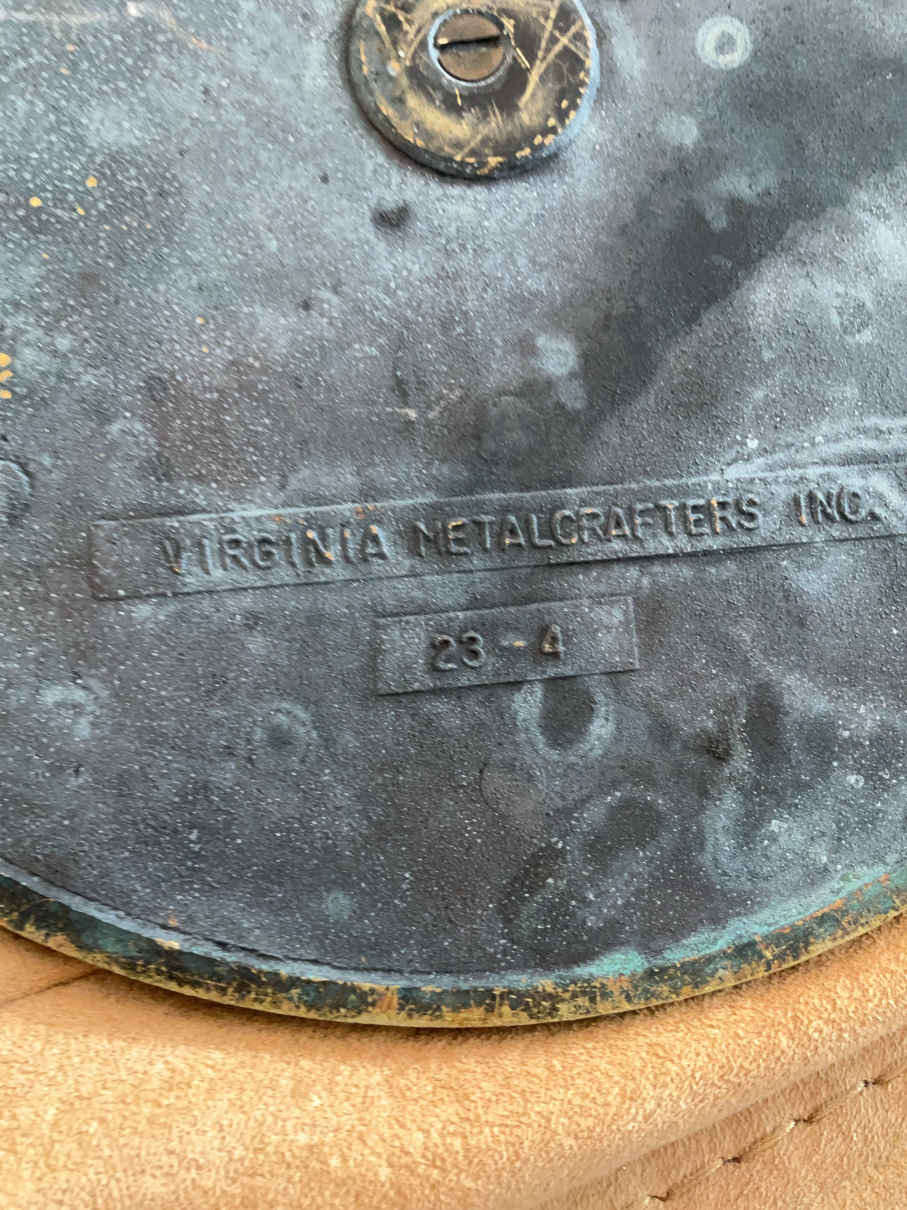 VIRGINIA METALCRAFTERS INC.
23-4